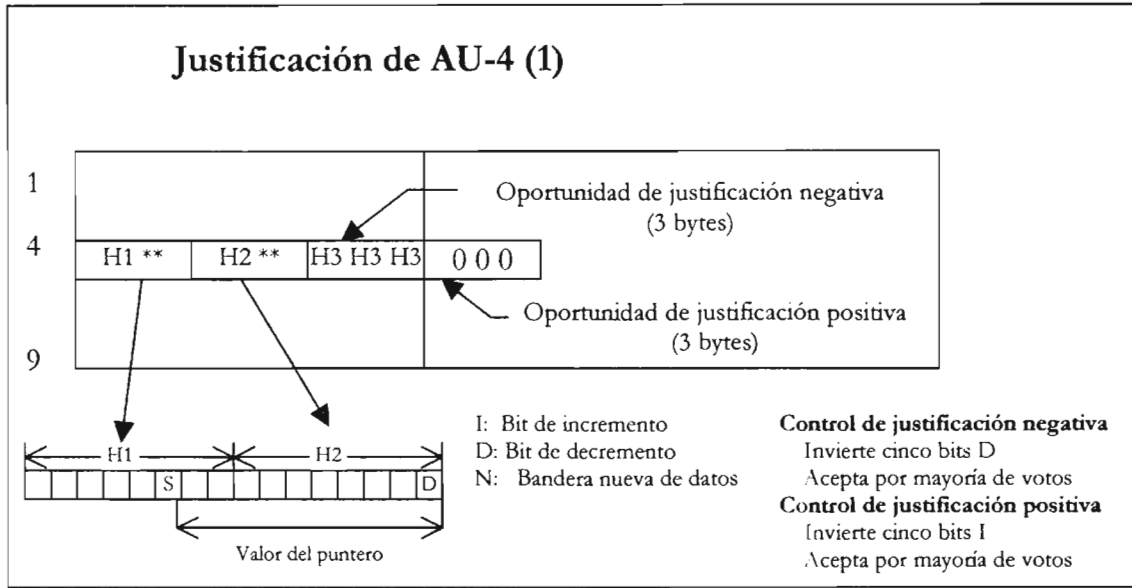 Justificación de AU-4 (1)
1
Oportunidad de justificación negativa
(3 bytes)
4
H1 ** H2 ** H3 H3 H3 0 0 0
Oportunidad de justificación positiva
(3 bytes)
9
H1 H2
S D
Valor del puntero
I: Bit de incremento
D: Bit de decremento
N: Bandera nueva de datos
Control de justificación negativa
Invierte cinco bits D
Acepta por mayoría de votos
Control de justificación positiva
Invierte cinco bits I
Acepta por mayoría de votos